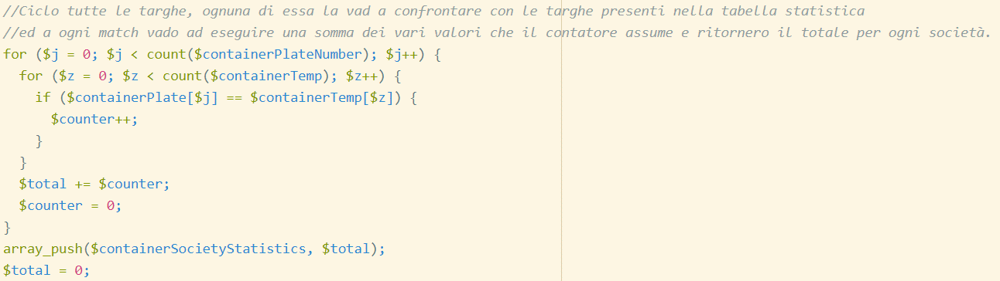 //Ciclo tutte le targhe, ognuna di essa la vad a confrontare con le targhe presenti nella tabella statistica
//ed a ogni match vado ad eseguire una somma dei vari valori che il contatore assume e ritornero il totale per ogni società.
for ($j = 0; $j < count($containerPlateNumber); $j++) {
  for ($z = 0; $z < count($containerTemp); $z++) {
    if ($containerPlate[$j] == $containerTemp[$z]) {
      $counter++;
    }
  }
  $total += $counter;
  $counter = 0;
}
array_push($containerSocietyStatistics, $total);
$total = 0;